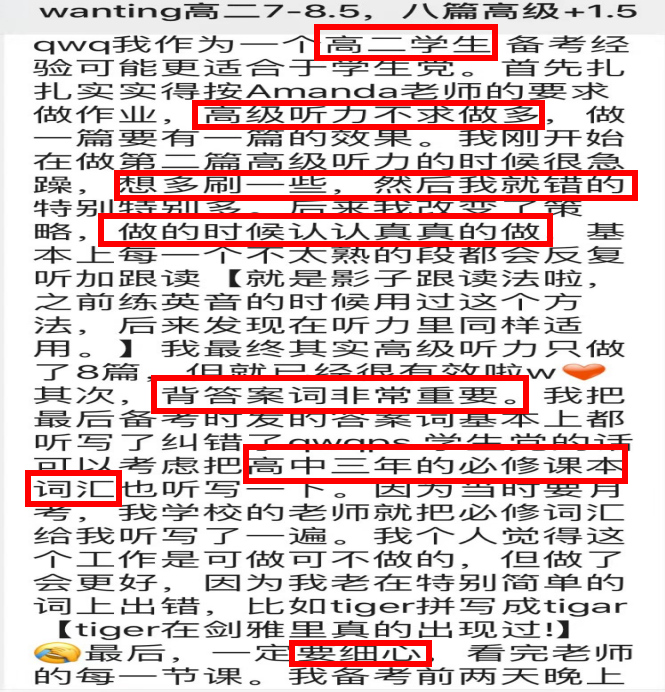 wanting高二7-8.5，八篇高级+1.5
qwq我作为一个高二学生 备考经
验可能更适合于学生党。首先扎
扎实实得按Amanda老师的要求
做作业，高级听力不求做多，做
一篇要有一篇的效果。我刚开始
在做第二篇高级听力的时候很急
躁，想多刷一些，然后我就错的
特别特别多。后来我改变了策
略，做的时候认认真真的做，基
本上每一个不太熟的段都会反复
听加跟读【就是影子跟读法啦，
之前练英音的时候用过这个方
法，后来发现在听力里同样适
用。】我最终其实高级听力只做
了8篇，但就已经很有效啦w❤
其次，背答案词非常重要。我把
最后备考时发的答案词基本上都
听写了纠错了qwqps 学生党的话
可以考虑把高中三年的必修课本
词汇也听写一下。因为当时要月
考，我学校的老师就把必修词汇
给我听写了一遍。我个人觉得这
个工作是可做可不做的，但做了
会更好，因为我老在特别简单的
词上出错，比如tiger拼写成tigar
【tiger在剑雅里真的出现过!】
🤣最后，一定要细心，看完老师
的每一节课。我备考前两天晚上